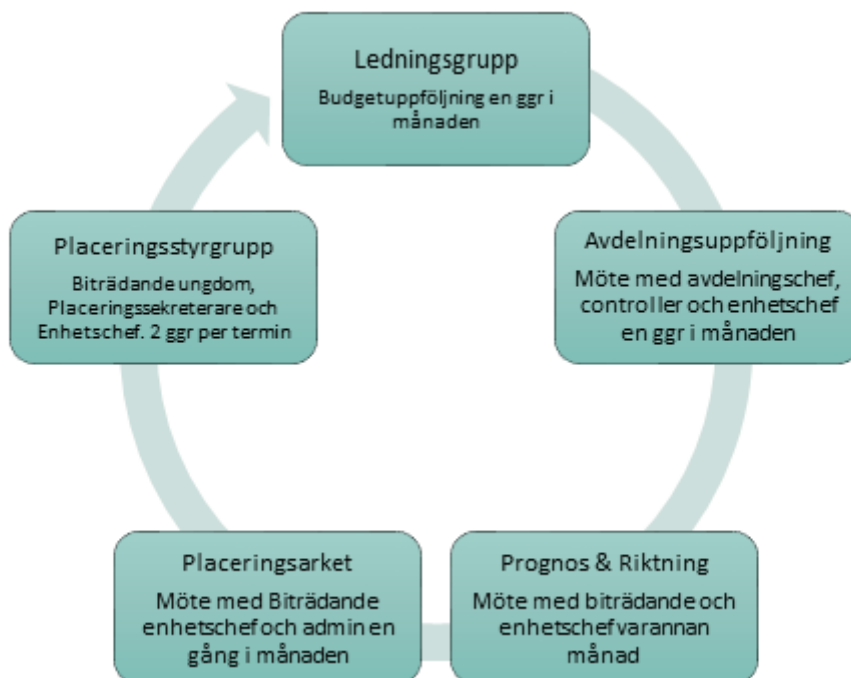 Ledningsgrupp
Budgetuppföljning en ggr i
månaden
Avdelningsuppföljning
Möte med avdelningschef,
controller och enhetschef
en ggr i månaden
Prognos & Riktning
Möte med biträdande och
enhetschef varannan
månad
Placeringsarket
Möte med Biträdande
enhetschef och admin en
gång i månaden
Placeringsstyrgrupp
Biträdande ungdom,
Placeringssekreterare och
Enhetschef. 2 ggr per termin